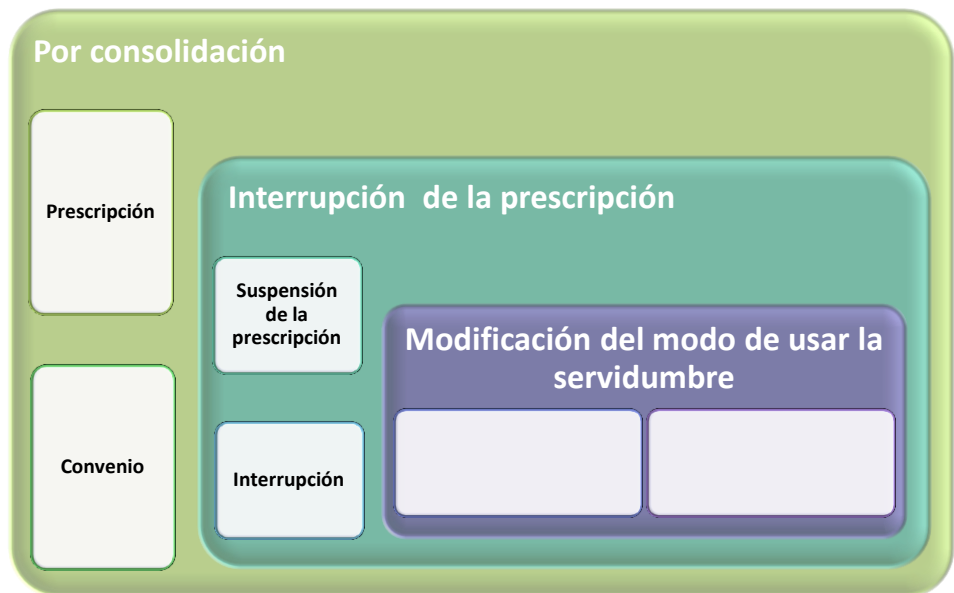 Por consolidación
Prescripción
Convenio
Interrupción  de la prescripción
Suspensión
de la
prescripción
Interrupción
Modificación del modo de usar la
servidumbre